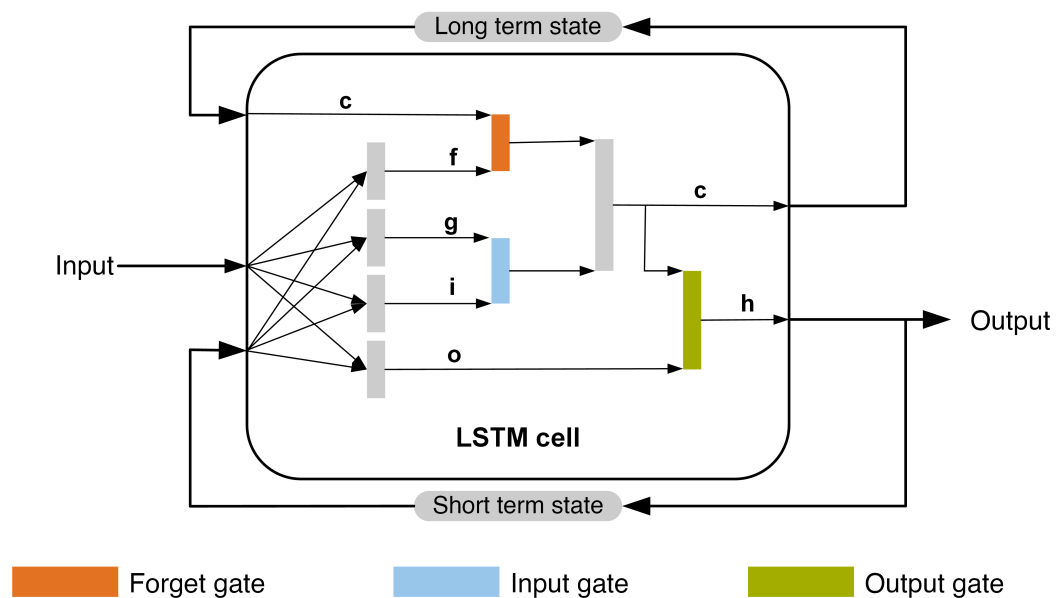 Long term state
c
f
g
c
i
h
Input
Output
o
LSTM cell
Short term state
Forget gate
Input gate
Output gate